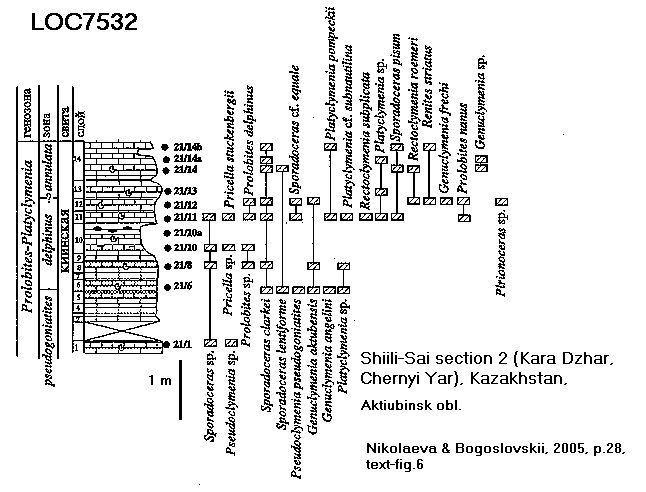 LOC7532
генозона
зона
свита
слой
Prolobites-Platyclymenia
pseudogoniatites
delphinus
?
annulata
КИИНСКАЯ
14
13
12
11
10
9
8
7
6
5
4
3
2
1
21/14b
21/14a
21/14
21/13
21/12
21/11
21/10a
21/10
21/8
21/6
21/1
1 m
Sporadoceras sp.
Pricella stuckenbergii
Pricella sp.
Pseudoclymenia sp.
Prolobites delphinus
Prolobites sp.
Sporadoceras clarkei
Sporadoceras lentiforme
Sporadoceras cf. equale
Pseudoclymenia pseudogoniatites
Genuclymenia aktubensis
Platyclymenia pompeckii
Genuclymenia angelini
Platyclymenia cf. subnautilina
Platyclymenia sp.
Rectoclymenia subplicata
Platyclymenia sp.
Sporadoceras pisum
Rectoclymenia roemeri
Renites striatus
Genuclymenia frechi
Prolobites nanus
Genuclymenia sp.
Pirionoceras sp.
Shiili-Sai section 2 (Kara Dzhar,
Chernyi Yar), Kazakhstan,
Aktiubinsk obl.
Nikolaeva & Bogoslovskii, 2005, p.28,
text-fig.6